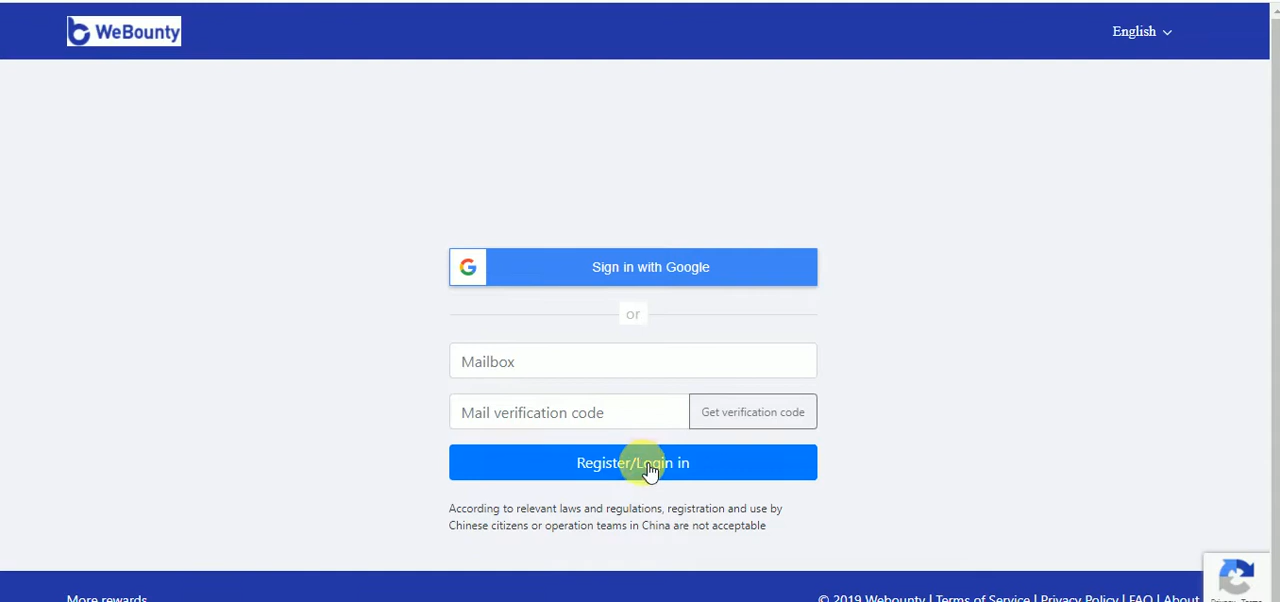 WeBounty
English
Sign in with Google
or
Mailbox
Mail verification code
Get verification code
Register/Login in
According to relevant laws and regulations, registration and use by
Chinese citizens or operation teams in China are not acceptable
More rewards
© 2019 Webounty | Terms of Service | Privacy Policy | FAQ | About